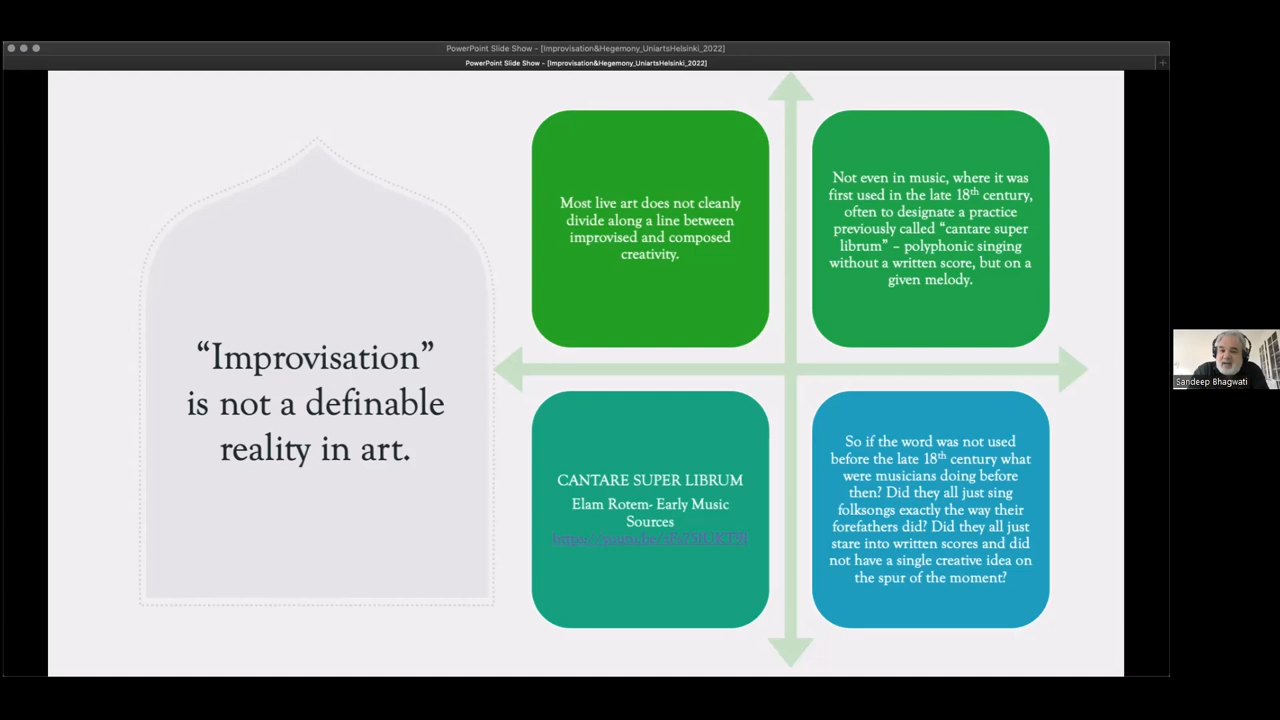 PowerPoint Slide Show - [Improvisation&Hegemony_UniartsHelsinki_2022]
PowerPoint Slide Show - [Improvisation&Hegemony_UniartsHelsinki_2022]
“Improvisation”
is not a definable
reality in art.
Most live art does not cleanly
divide along a line between
improvised and composed
creativity.
Not even in music, where it was
first used in the late 18th century,
often to designate a practice
previously called “cantare super
librum” – polyphonic singing
without a written score, but on a
given melody.
CANTARE SUPER LIBRUM
Elam Rotem- Early Music
Sources
So if the word was not used
before the late 18th century what
were musicians doing before
then? Did they all just sing
folksongs exactly the way their
forefathers did? Did they all just
stare into written scores and did
not have a single creative idea on
the spur of the moment?
Sandeep Bhagwati